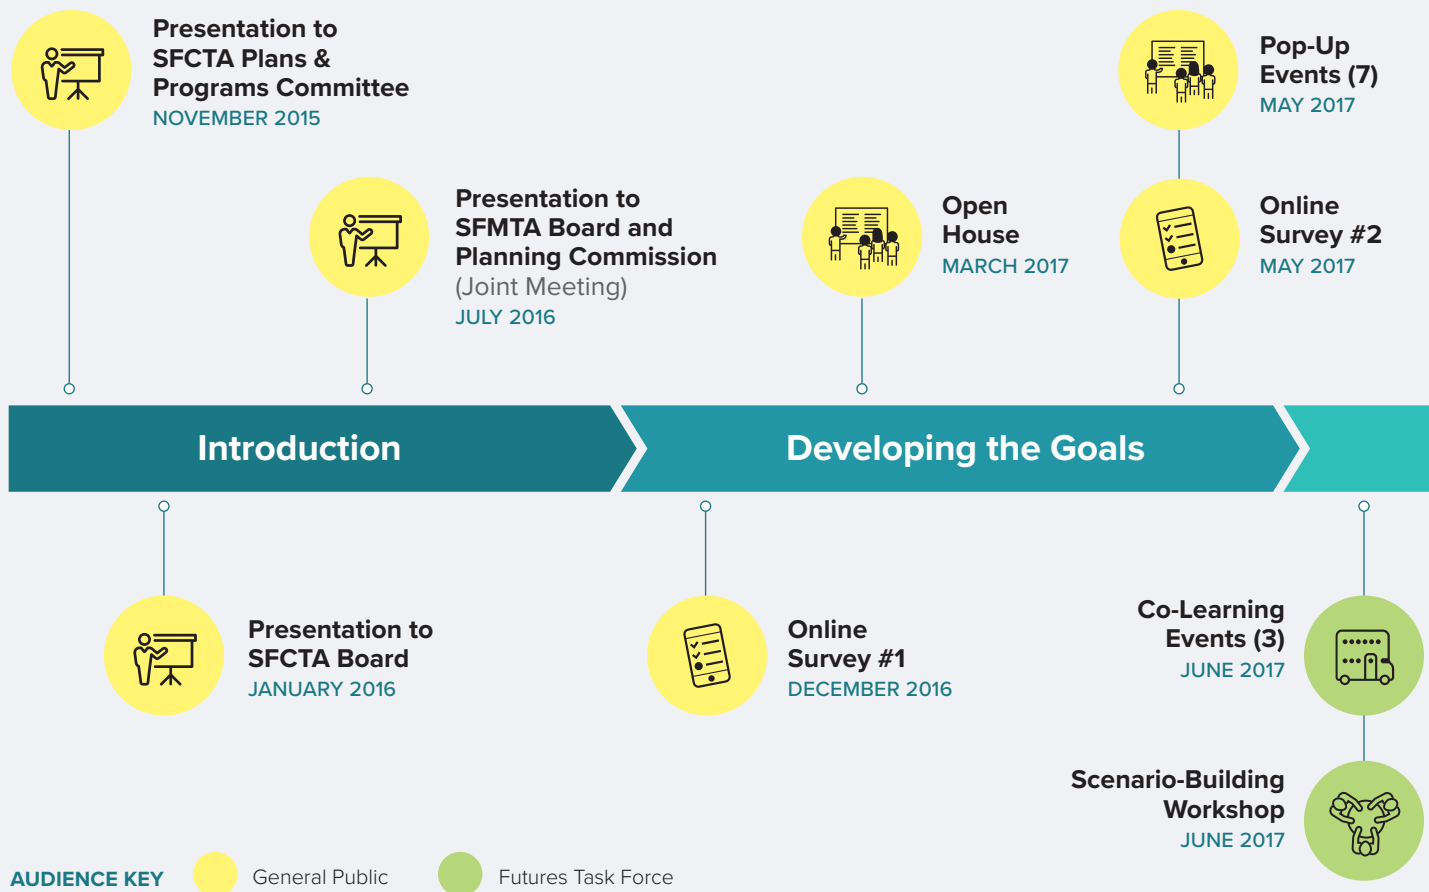 Presentation to
SFCTA Plans &
Programs Committee
NOVEMBER 2015
Presentation to
SFMTA Board and
Planning Commission
(Joint Meeting)
JULY 2016
Open
House
MARCH 2017
Pop-Up
Events (7)
MAY 2017
Online
Survey #2
MAY 2017
Introduction
Developing the Goals
Presentation to
SFCTA Board
JANUARY 2016
Online
Survey #1
DECEMBER 2016
Co-Learning
Events (3)
JUNE 2017
Scenario-Building
Workshop
JUNE 2017
AUDIENCE KEY General Public Futures Task Force